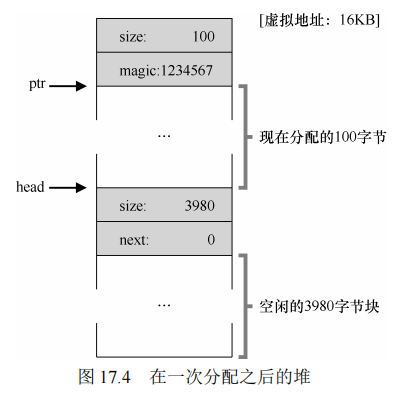 [虚拟地址：16KB]
size: 100
magic:1234567
ptr
...
现在分配的100字节
head
size: 3980
next: 0
...
空闲的3980字节块
图 17.4 在一次分配之后的堆